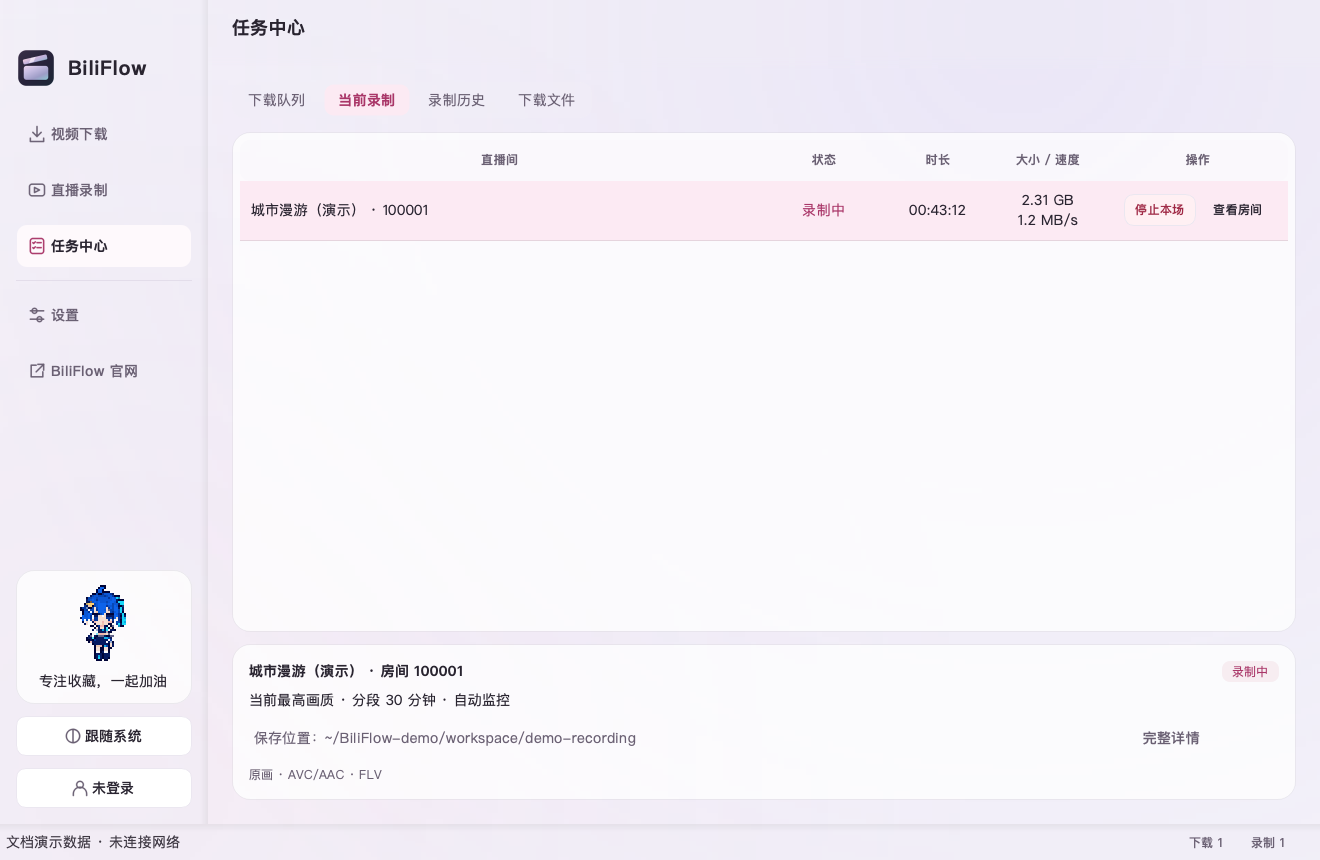 任务中心
BiliFlow
视频下载
直播录制
任务中心
设置
BiliFlow 官网
专注收藏，一起加油
跟随系统
未登录
下载队列 当前录制 录制历史 下载文件
直播间 状态 时长 大小 / 速度 操作
城市漫游（演示） · 100001 录制中 00:43:12 2.31 GB 停止本场 查看房间
1.2 MB/s
城市漫游（演示） · 房间 100001 录制中
当前最高画质 · 分段 30 分钟 · 自动监控
保存位置：~/BiliFlow-demo/workspace/demo-recording 完整详情
原画 · AVC/AAC · FLV
文档演示数据 · 未连接网络 下载 1 录制 1